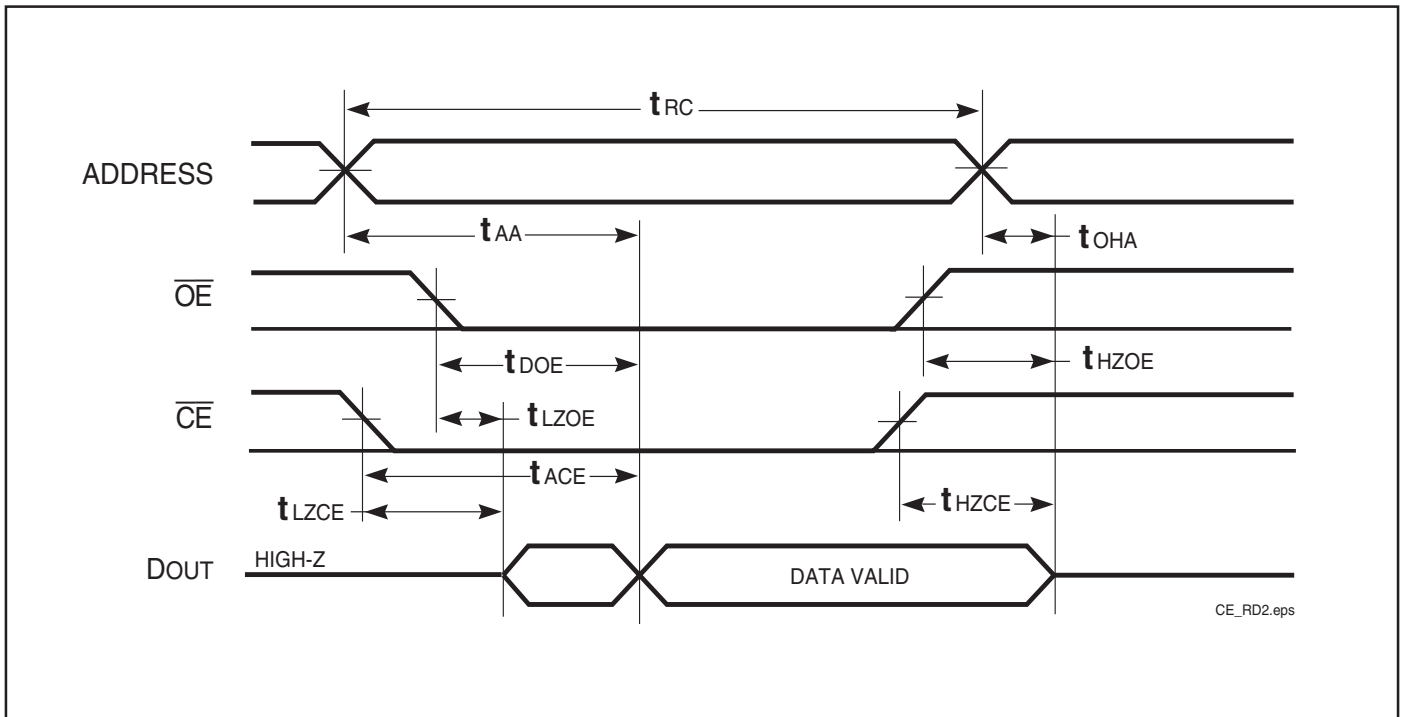 tRC
ADDRESS
tAA
tOHA
OE
tDOE
tHZOE
CE
tLZOE
tACE
tLZCE
tHZCE
DOUT
HIGH-Z
DATA VALID
CE_RD2.eps